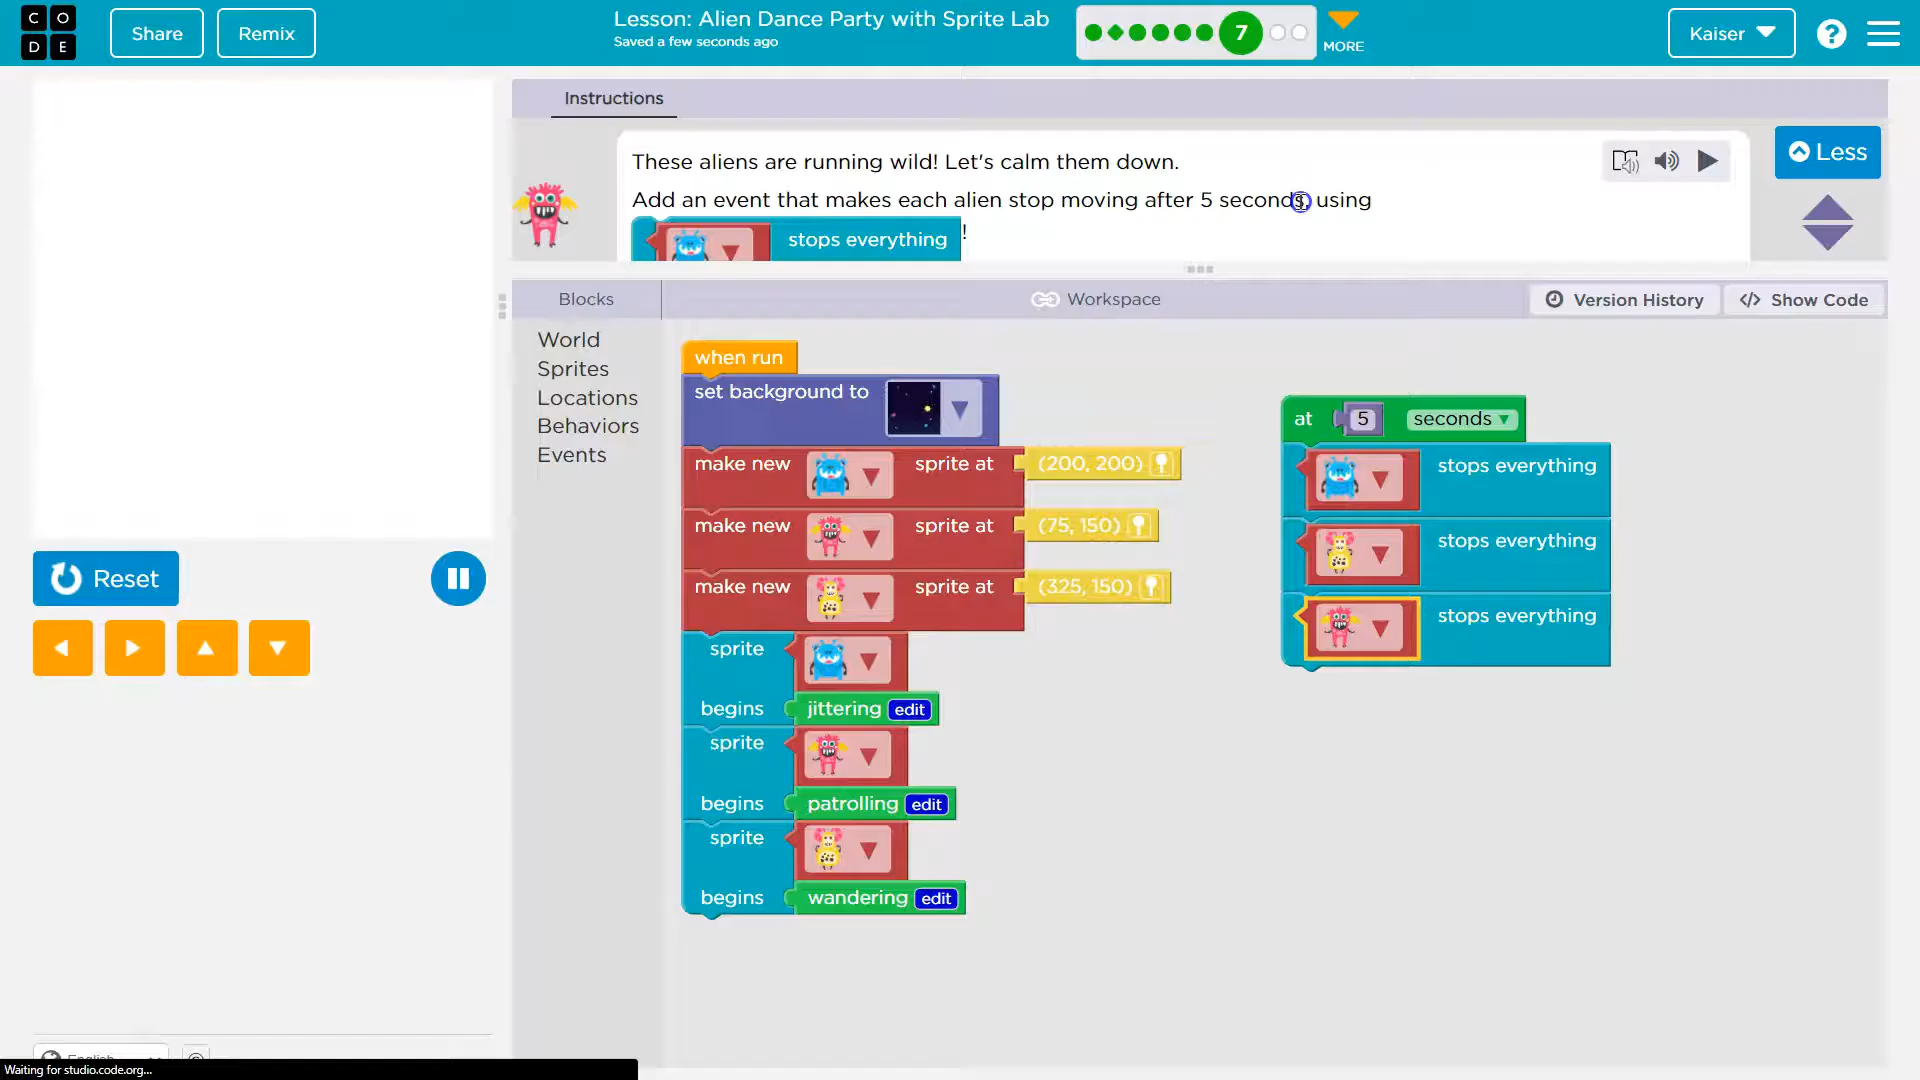 C O
D E
Share
Remix
Lesson: Alien Dance Party with Sprite Lab
Saved a few seconds ago
7
MORE
Kaiser
?
Instructions
These aliens are running wild! Let's calm them down.
Add an event that makes each alien stop moving after 5 seconds, using
stops everything !
Less
Blocks
Workspace
Version History
</> Show Code
World
Sprites
Locations
Behaviors
Events
when run
set background to
make new sprite at (200, 200)
make new sprite at (75, 150)
make new sprite at (325, 150)
sprite
begins jittering edit
sprite
begins patrolling edit
sprite
begins wandering edit
at 5 seconds
stops everything
stops everything
stops everything
Reset
English
Waiting for studio.code.org...